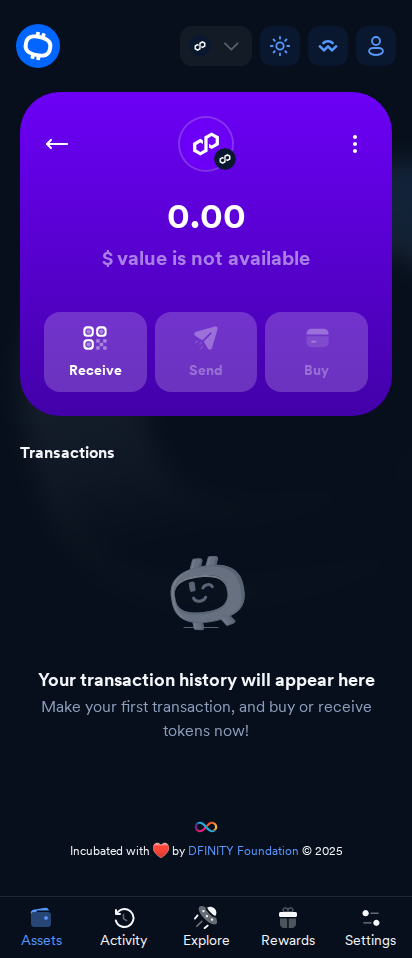 0.00
$ value is not available
Receive
Send
Buy
Transactions
Your transaction history will appear here
Make your first transaction, and buy or receive
tokens now!
Incubated with ❤️ by DFINITY Foundation © 2025
Assets
Activity
Explore
Rewards
Settings